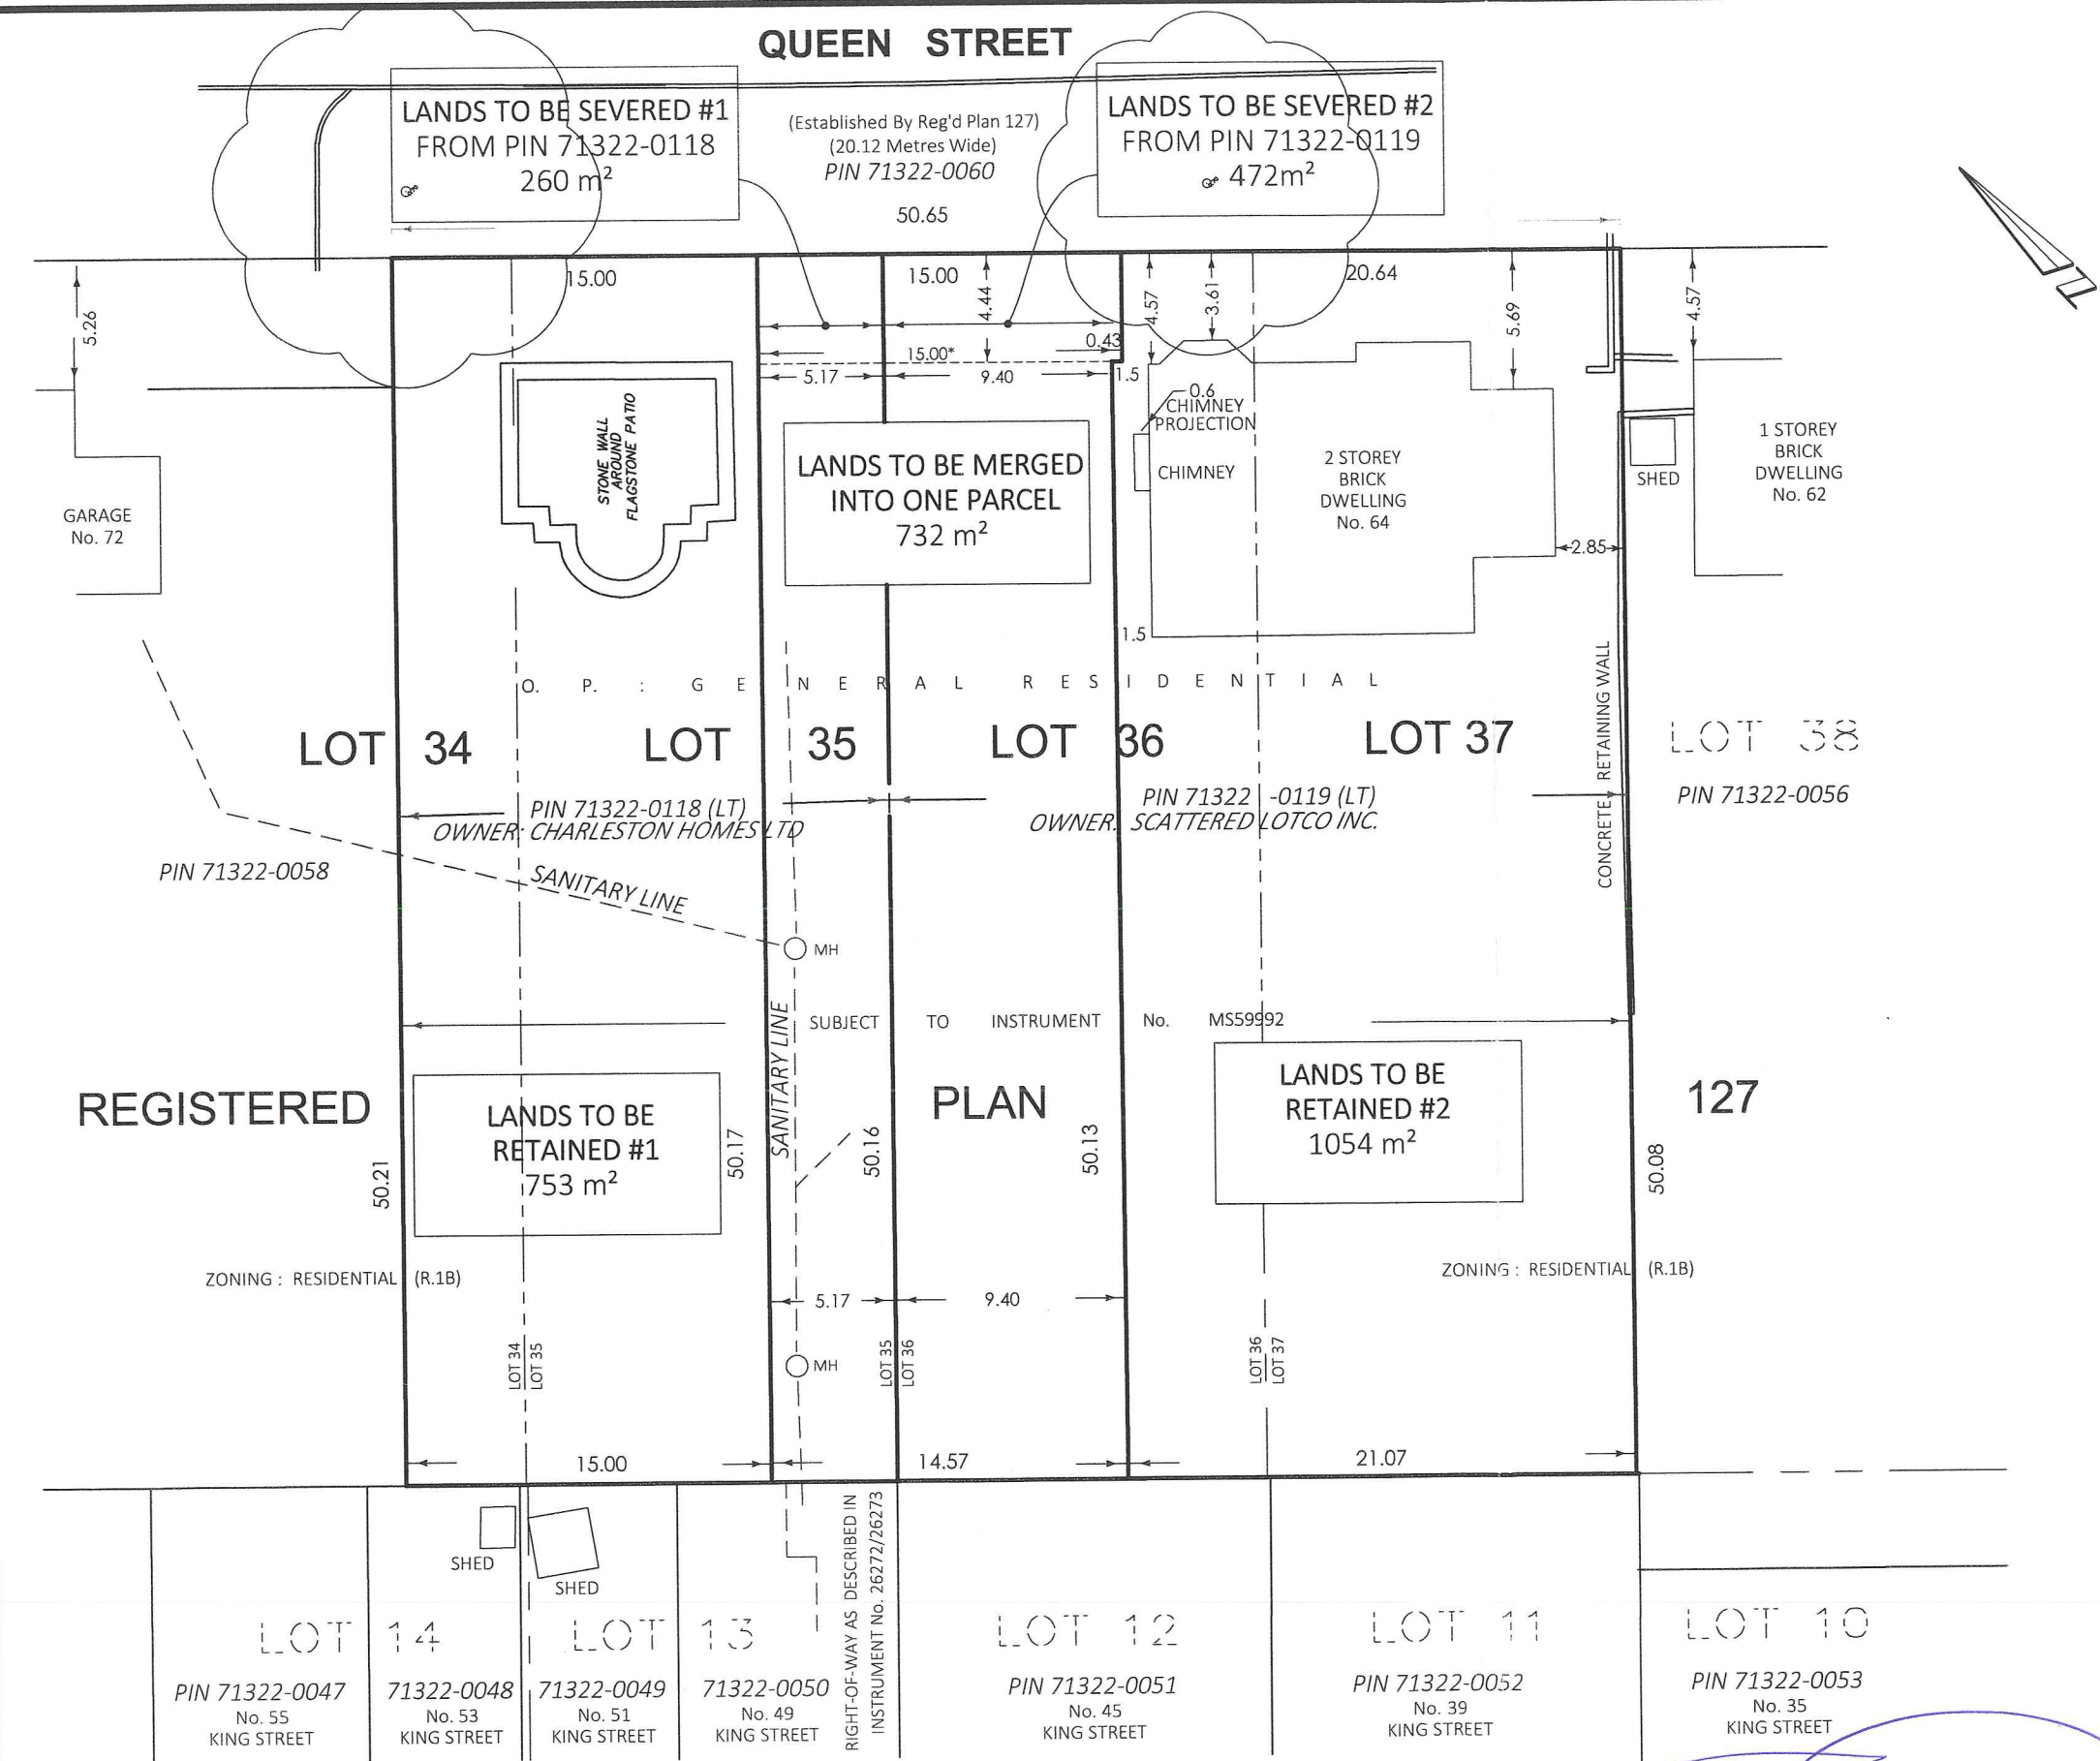 QUEEN STREET
LANDS TO BE SEVERED #1
FROM PIN 71322-0118
260 m²
(Established By Reg'd Plan 127)
(20.12 Metres Wide)
PIN 71322-0060
50.65
LANDS TO BE SEVERED #2
FROM PIN 71322-0119
472m²
15.00
15.00
20.64
5.26
4.44
4.57
3.61
5.69
4.57
0.43
15.00*
5.17
9.40
1.5
0.6
CHIMNEY
PROJECTION
CHIMNEY
STONE WALL
AROUND
FLAGSTONE PATIO
LANDS TO BE MERGED
INTO ONE PARCEL
732 m²
2 STOREY
BRICK
DWELLING
No. 64
SHED
1 STOREY
BRICK
DWELLING
No. 62
GARAGE
No. 72
2.85
1.5
O. P. : GENERAL RESIDENTIAL
CONCRETE RETAINING WALL
LOT 34
LOT 35
LOT 36
LOT 37
LOT 38
PIN 71322-0118 (LT)
OWNER: CHARLESTON HOMES LTD
PIN 71322 -0119 (LT)
OWNER: SCATTERED LOTCO INC.
PIN 71322-0056
PIN 71322-0058
SANITARY LINE
MH
SUBJECT TO INSTRUMENT No. MS59992
SANITARY LINE
REGISTERED PLAN 127
LANDS TO BE
RETAINED #1
753 m²
LANDS TO BE
RETAINED #2
1054 m²
50.21
50.17
50.16
50.13
50.08
ZONING : RESIDENTIAL (R.1B)
ZONING : RESIDENTIAL (R.1B)
5.17
9.40
LOT 34
LOT 35
MH
LOT 35
LOT 36
LOT 36
LOT 37
15.00
14.57
21.07
SHED
SHED
RIGHT-OF-WAY AS DESCRIBED IN
INSTRUMENT No. 26272/26273
LOT 14
LOT 13
LOT 12
LOT 11
LOT 10
PIN 71322-0047
No. 55
KING STREET
71322-0048
No. 53
KING STREET
71322-0049
No. 51
KING STREET
71322-0050
No. 49
KING STREET
PIN 71322-0051
No. 45
KING STREET
PIN 71322-0052
No. 39
KING STREET
PIN 71322-0053
No. 35
KING STREET